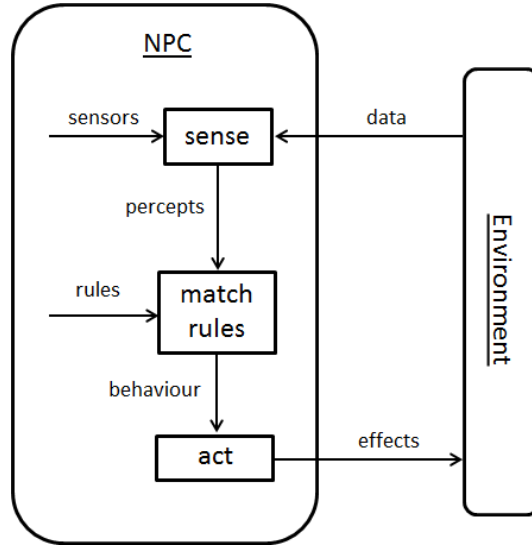 NPC
sensors
sense
data
percepts
rules
match
rules
behaviour
act
effects
Environment